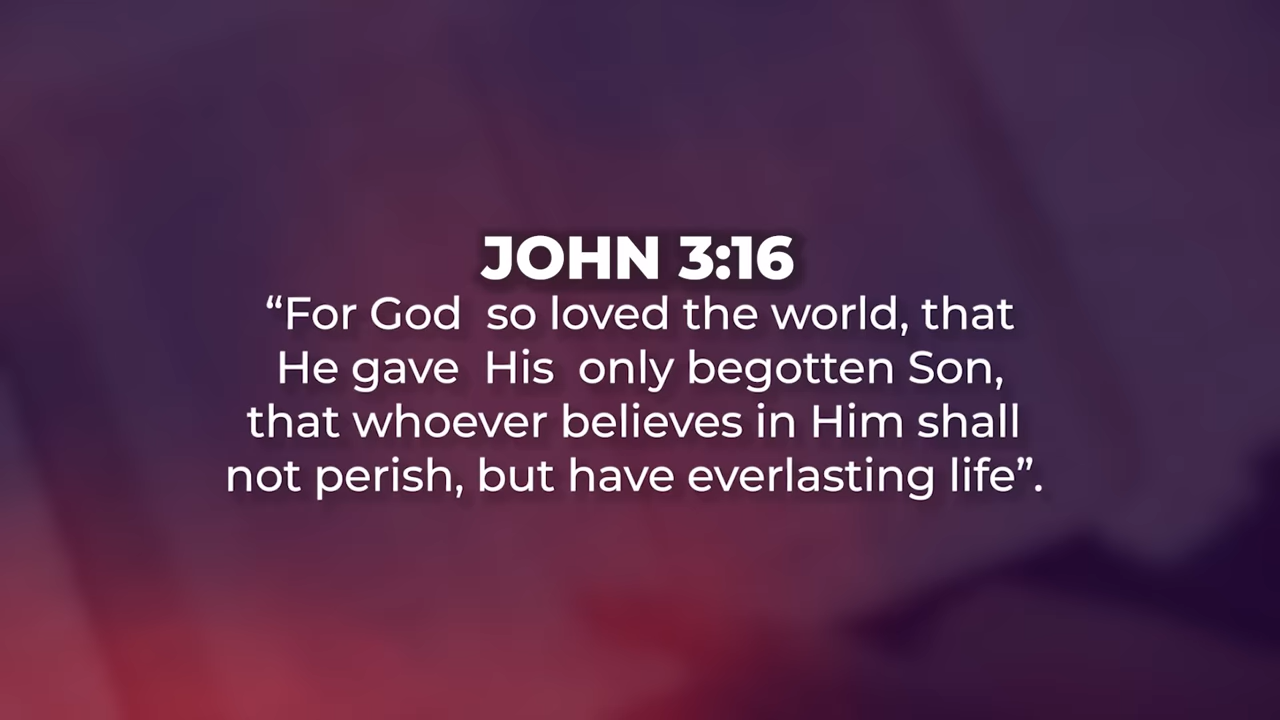 JOHN 3:16
“For God  so loved the world, that
He gave  His  only begotten Son,
that whoever believes in Him shall
not perish, but have everlasting life”.